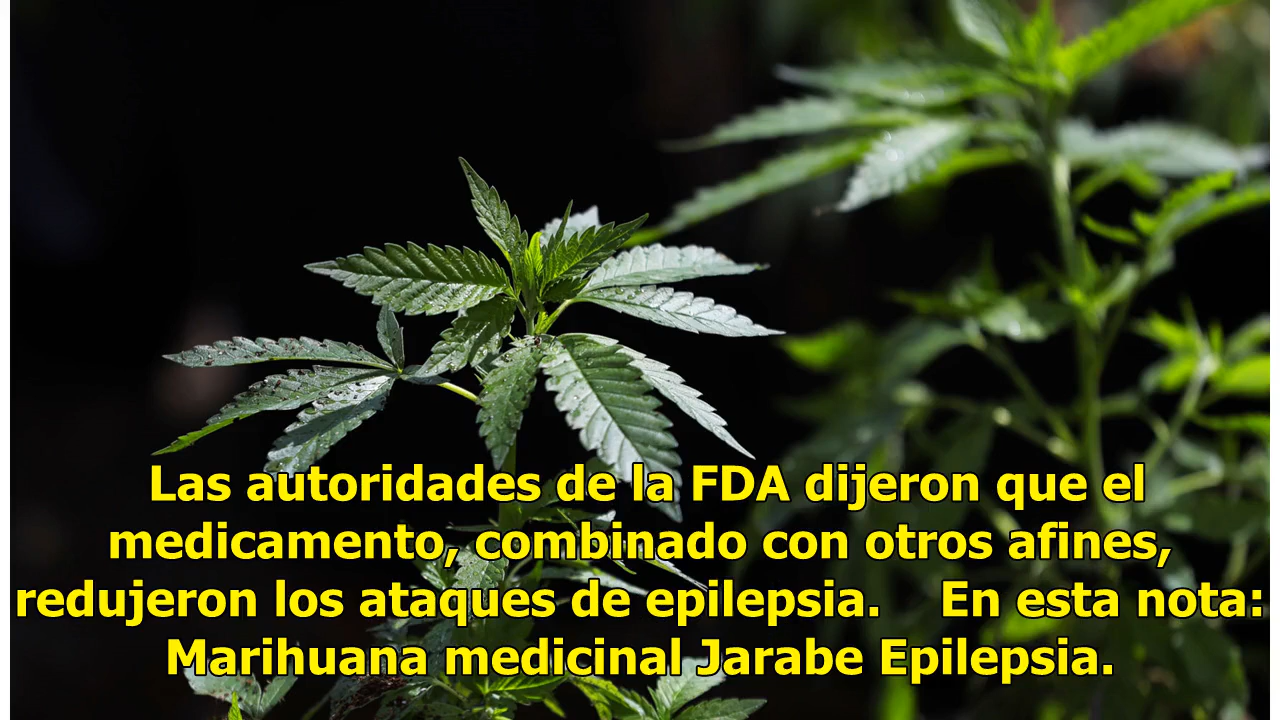 Las autoridades de la FDA dijeron que el
medicamento, combinado con otros afines,
redujeron los ataques de epilepsia.    En esta nota:
Marihuana medicinal Jarabe Epilepsia.